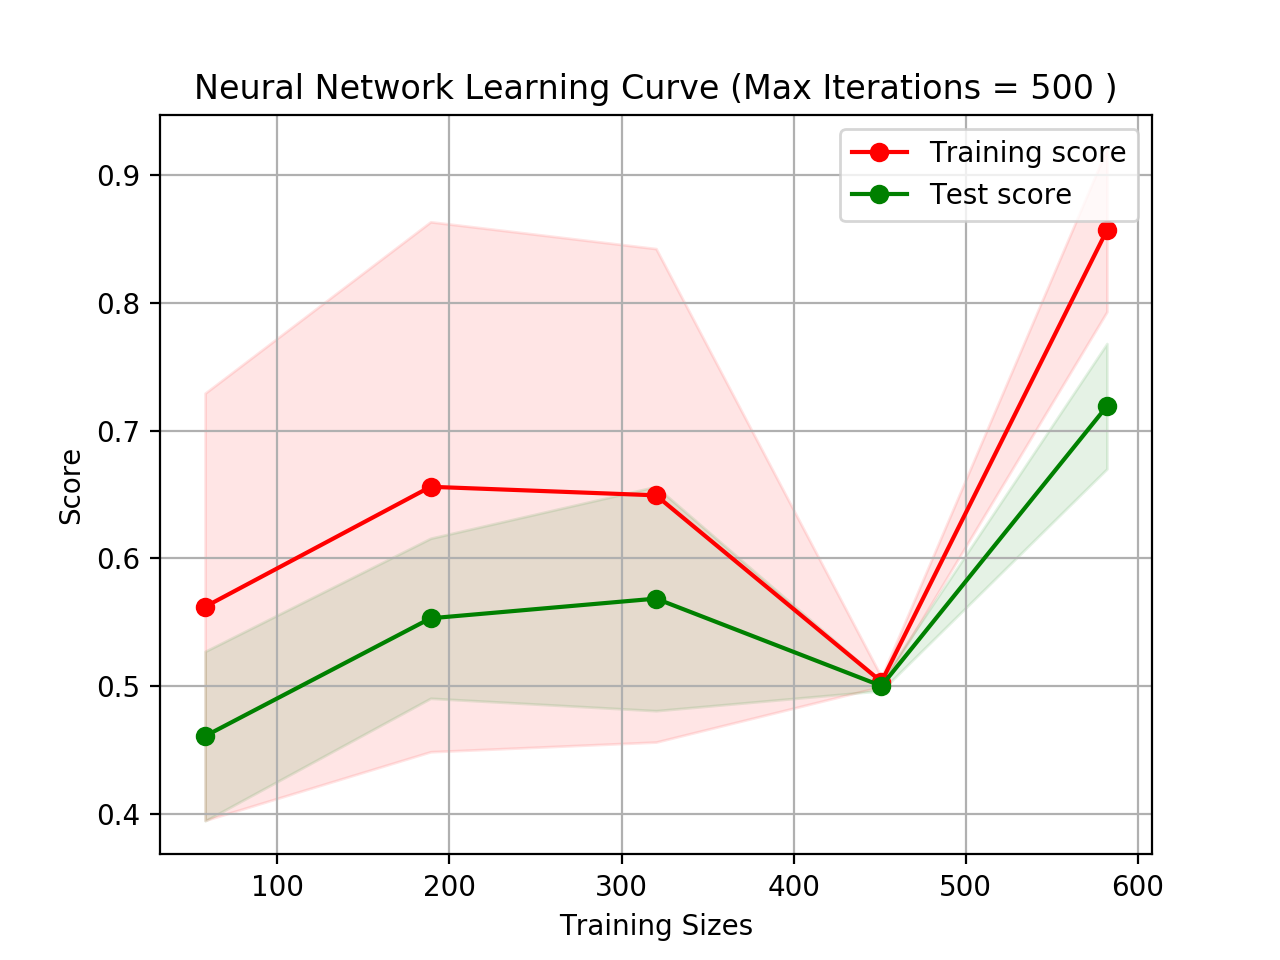 Neural Network Learning Curve (Max Iterations = 500 )
Training score
Test score
0.9
0.8
0.7
0.6
0.5
0.4
Score
100 200 300 400 500 600
Training Sizes